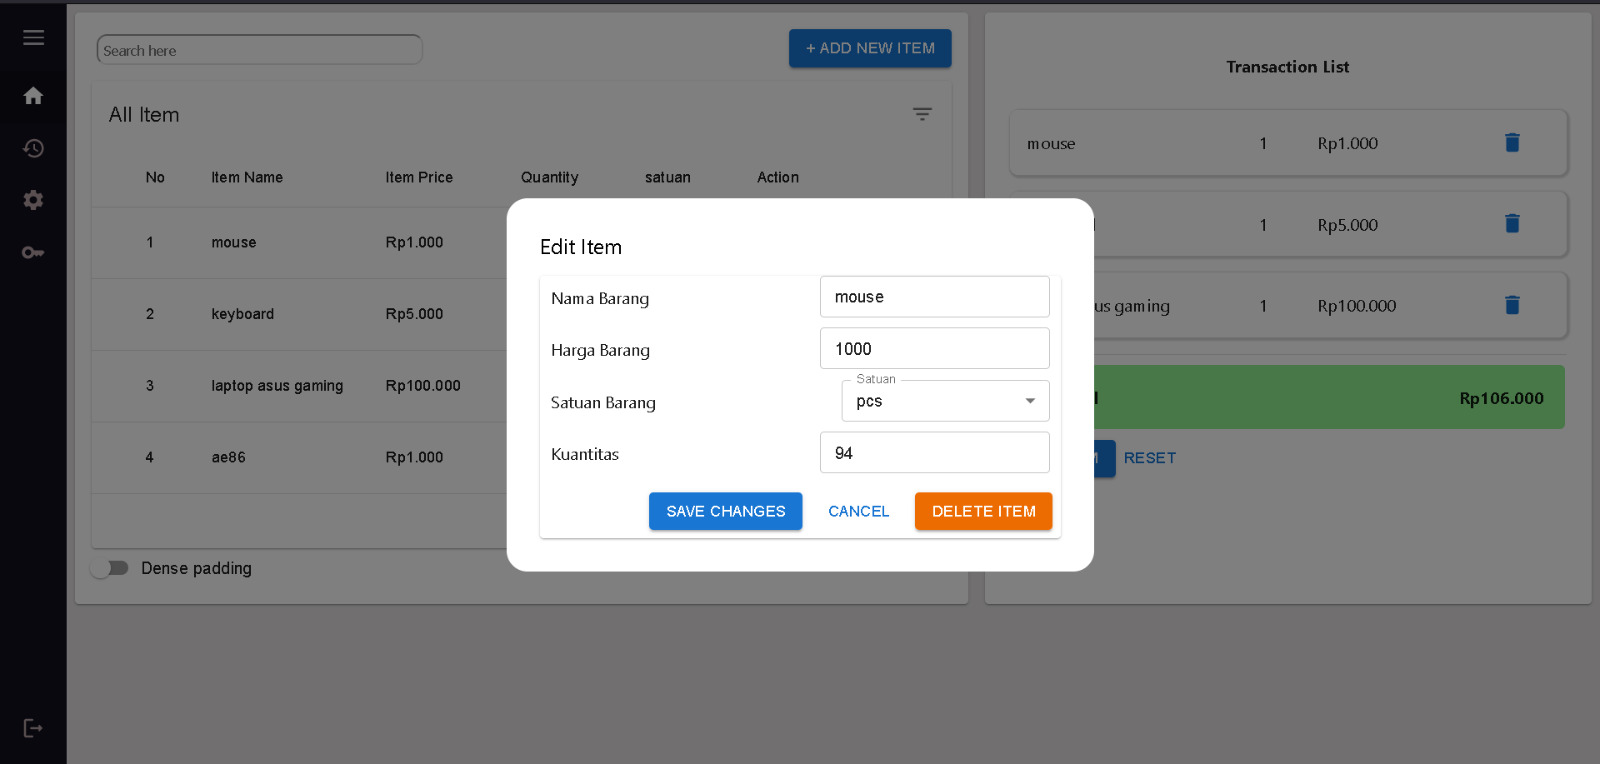 Search here
+ ADD NEW ITEM
All Item
No Item Name Item Price Quantity satuan Action
1 mouse Rp1.000
2 keyboard Rp5.000
3 laptop asus gaming Rp100.000
4 ae86 Rp1.000
Dense padding
Edit Item
Nama Barang mouse
Harga Barang 1000
Satuan
Satuan Barang pcs
Kuantitas 94
SAVE CHANGES CANCEL DELETE ITEM
Transaction List
mouse 1 Rp1.000
1 Rp5.000
us gaming 1 Rp100.000
Rp106.000
RESET